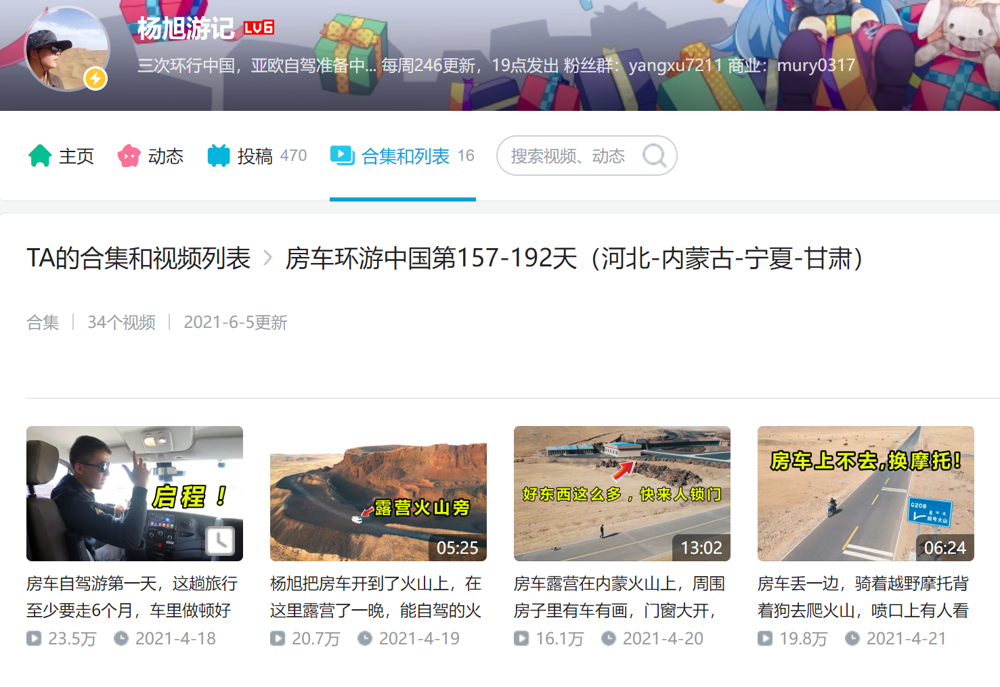 杨旭游记 LV6
三次环行中国，亚欧自驾准备中... 每周246更新，19点发出 粉丝群：yangxu7211 商业：mury0317
主页 动态 投稿 470 合集和列表 16 搜索视频、动态
TA的合集和视频列表 > 房车环游中国第157-192天（河北-内蒙古-宁夏-甘肃）
合集 34个视频 2021-6-5更新
启程！
房车自驾游第一天，这趟旅行
至少要走6个月，车里做顿好
23.5万 2021-4-18
露营火山旁
05:25
杨旭把房车开到了火山上，在
这里露营了一晚，能自驾的火
20.7万 2021-4-19
好东西这么多，快来人锁门
13:02
房车露营在内蒙火山上，周围
房子里有车有画，门窗大开，
16.1万 2021-4-20
房车上不去,换摩托!
G208
四号火山
06:24
房车丢一边，骑着越野摩托背
着狗去爬火山，喷口上有人看
19.8万 2021-4-21